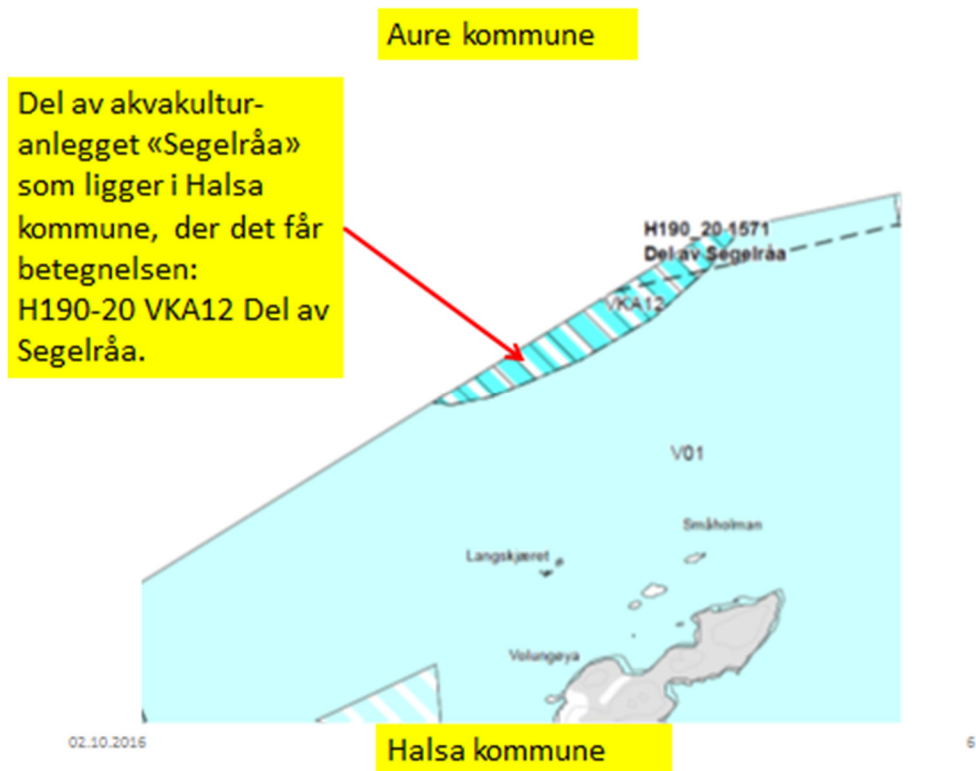 Aure kommune
Del av akvakultur-
anlegget «Segelråa»
som ligger i Halsa
kommune, der det får
betegnelsen:
H190-20 VKA12 Del av
Segelråa.
H190_20 1571
Del av Segelråa
VKA12
V01
Småholman
Langskjæret
Volungøya
02.10.2016
Halsa kommune
6